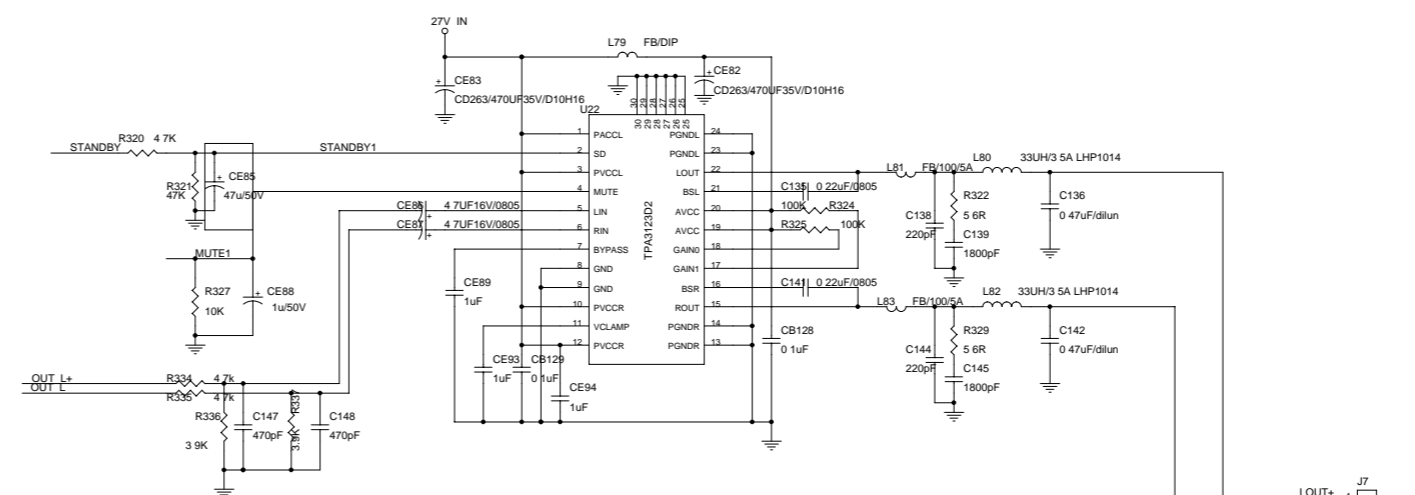 27V IN
L79 FB/DIP
CE83
CD263/470UF35V/D10H16
CE82
CD263/470UF35V/D10H16
U22
30 29 28 27 26 25
30 29 28 27 26 25
TPA3123D2
1 PACCL
2 SD
3 PVCCL
4 MUTE
5 LIN
6 RIN
7 BYPASS
8 GND
9 GND
10 PVCCR
11 VCLAMP
12 PVCCR
PGNDL 24
PGNDL 23
LOUT 22
BSL 21
AVCC 20
AVCC 19
GAIN0 18
GAIN1 17
BSR 16
ROUT 15
PGNDR 14
PGNDR 13
STANDBY
R320 4 7K
STANDBY1
R321
47K
CE85
47u/50V
CE86 4 7UF16V/0805
CE87 4 7UF16V/0805
MUTE1
R327
10K
CE88
1u/50V
CE89
1uF
CE93
1uF
CB129
0 1uF
CE94
1uF
OUT L+
OUT L
R334 4.7k
R335 4 7k
R336
3 9K
C147
470pF
R337
3.9K
C148
470pF
C135 0 22uF/0805
100K R324
R325 100K
C141 0 22uF/0805
CB128
0 1uF
L81 FB/100/5A
L80 33UH/3 5A LHP1014
C138
220pF
R322
5 6R
C139
1800pF
C136
0 47uF/dilun
L83 FB/100/5A
L82 33UH/3 5A LHP1014
C144
220pF
R329
5 6R
C145
1800pF
C142
0 47uF/dilun
LOUT+
J7